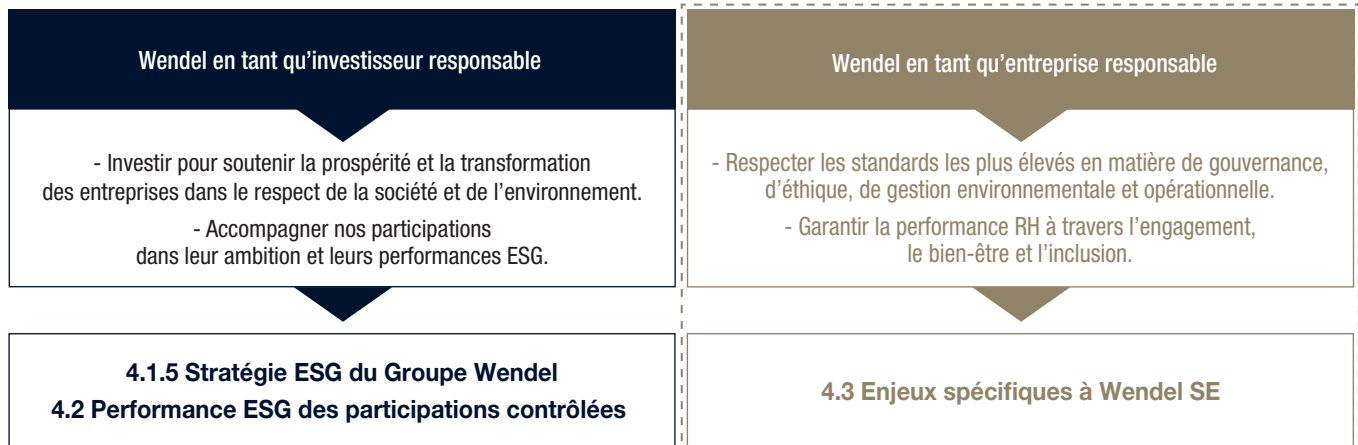 Wendel en tant qu’investisseur responsable
- Investir pour soutenir la prospérité et la transformation
des entreprises dans le respect de la société et de l’environnement.
- Accompagner nos participations
dans leur ambition et leurs performances ESG.
4.1.5 Stratégie ESG du Groupe Wendel
4.2 Performance ESG des participations contrôlées
Wendel en tant qu’entreprise responsable
- Respecter les standards les plus élevés en matière de gouvernance,
d’éthique, de gestion environnementale et opérationnelle.
- Garantir la performance RH à travers l’engagement,
le bien-être et l’inclusion.
4.3 Enjeux spécifiques à Wendel SE